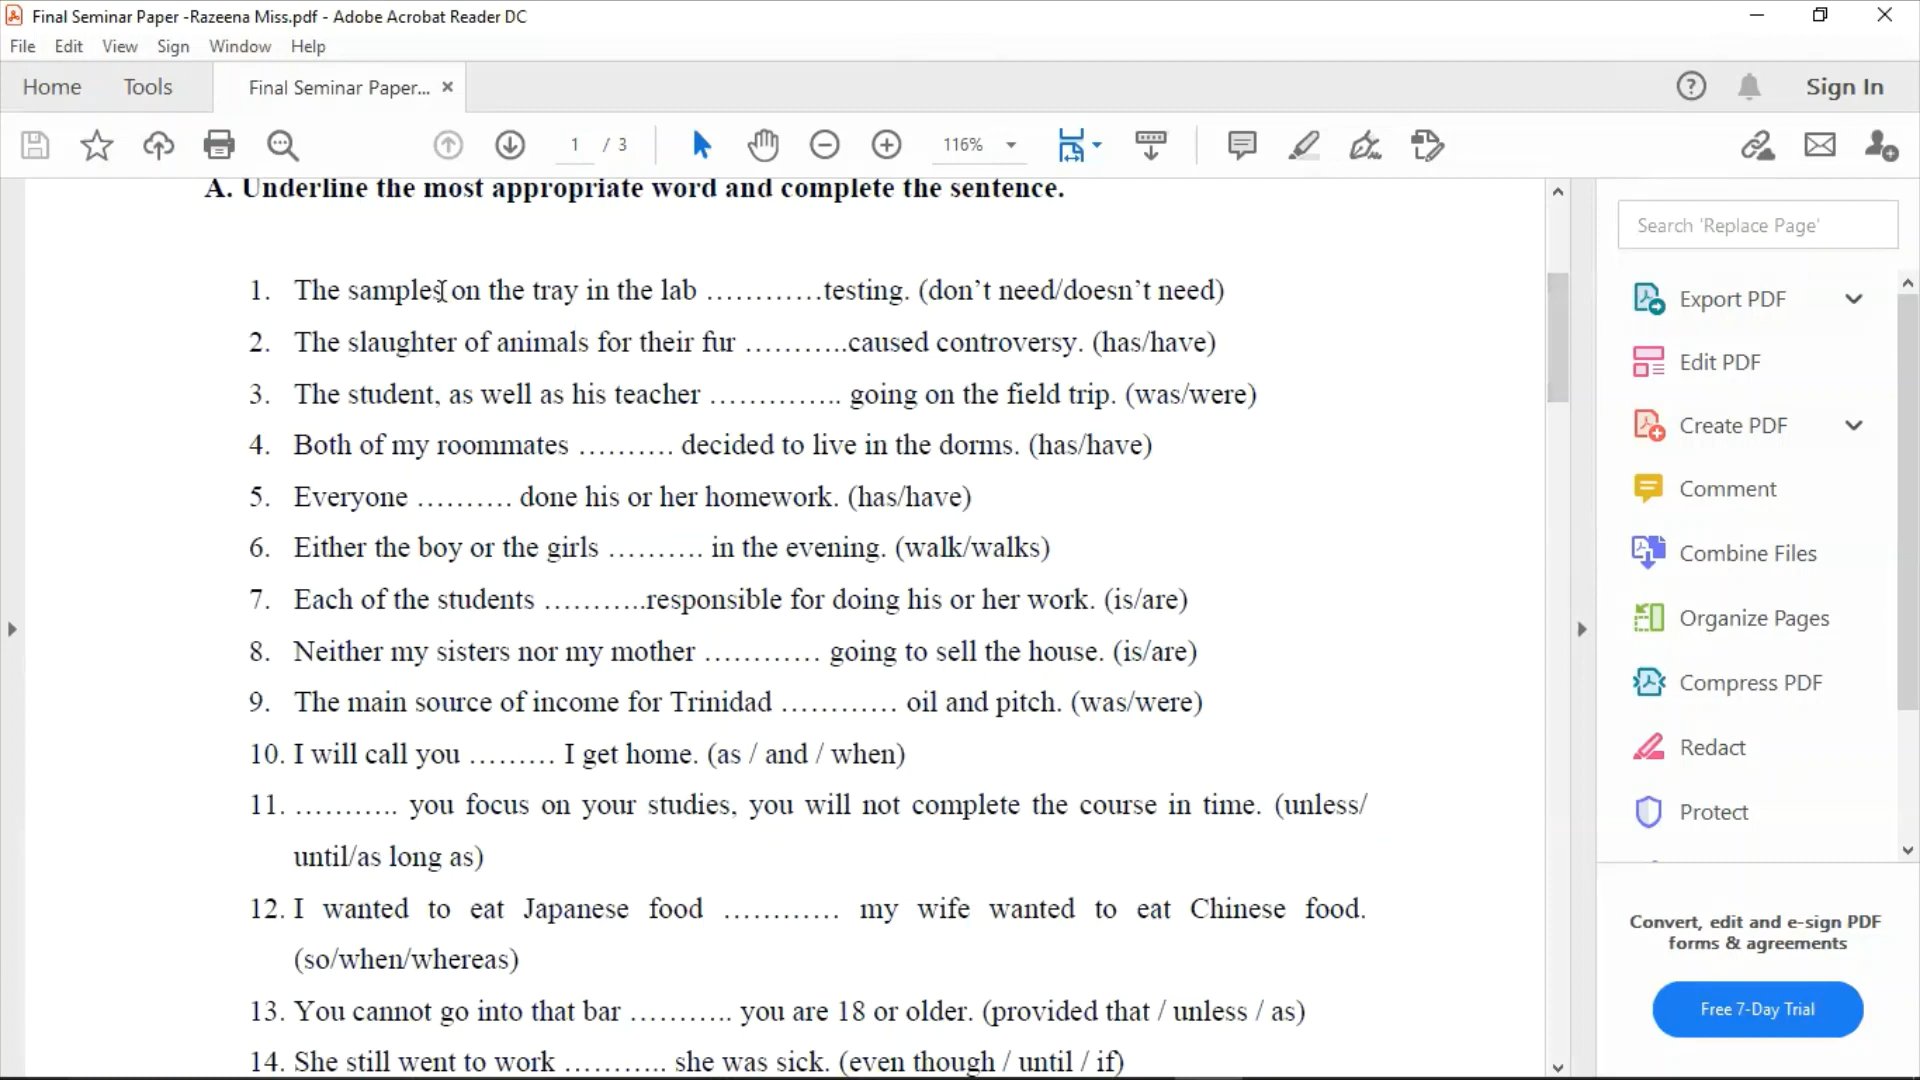 Final Seminar Paper -Razeena Miss.pdf - Adobe Acrobat Reader DC
File Edit View Sign Window Help
Home Tools Final Seminar Paper... × Sign In
1 / 3 116%
A. Underline the most appropriate word and complete the sentence.
1. The samples on the tray in the lab …………testing. (don’t need/doesn’t need)
2. The slaughter of animals for their fur ………..caused controversy. (has/have)
3. The student, as well as his teacher ………….. going on the field trip. (was/were)
4. Both of my roommates ………. decided to live in the dorms. (has/have)
5. Everyone ………. done his or her homework. (has/have)
6. Either the boy or the girls ………. in the evening. (walk/walks)
7. Each of the students ………..responsible for doing his or her work. (is/are)
8. Neither my sisters nor my mother ………… going to sell the house. (is/are)
9. The main source of income for Trinidad ………… oil and pitch. (was/were)
10. I will call you ……… I get home. (as / and / when)
11. ……….. you focus on your studies, you will not complete the course in time. (unless/
until/as long as)
12. I wanted to eat Japanese food ………… my wife wanted to eat Chinese food.
(so/when/whereas)
13. You cannot go into that bar ……….. you are 18 or older. (provided that / unless / as)
14. She still went to work ……….. she was sick. (even though / until / if)
Search 'Replace Page'
Export PDF
Edit PDF
Create PDF
Comment
Combine Files
Organize Pages
Compress PDF
Redact
Protect
Convert, edit and e-sign PDF
forms & agreements
Free 7-Day Trial